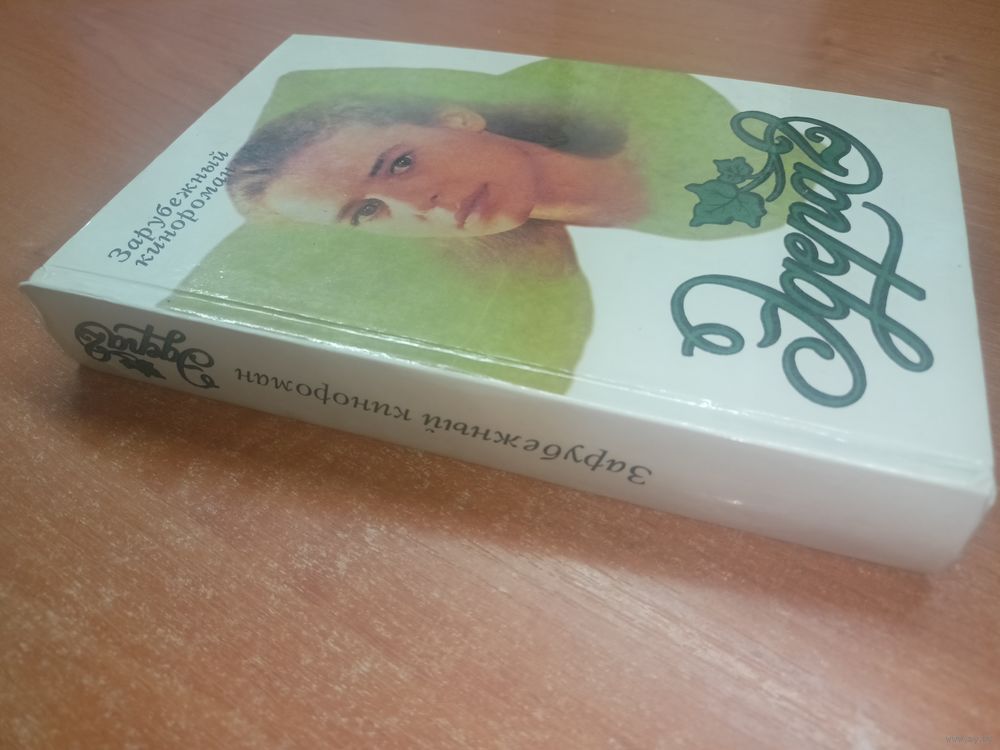 Зарубежный
кинороман
Эдера
Зарубежный кинороман
Эдера